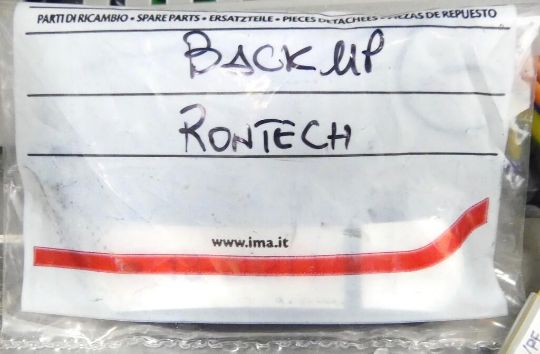 PARTI DI RICAMBIO • SPARE PARTS • ERSATZTEILE • PIECES DETACHEES • PIEZAS DE REPUESTO
BACK UP
RONTECH
www.ima.it